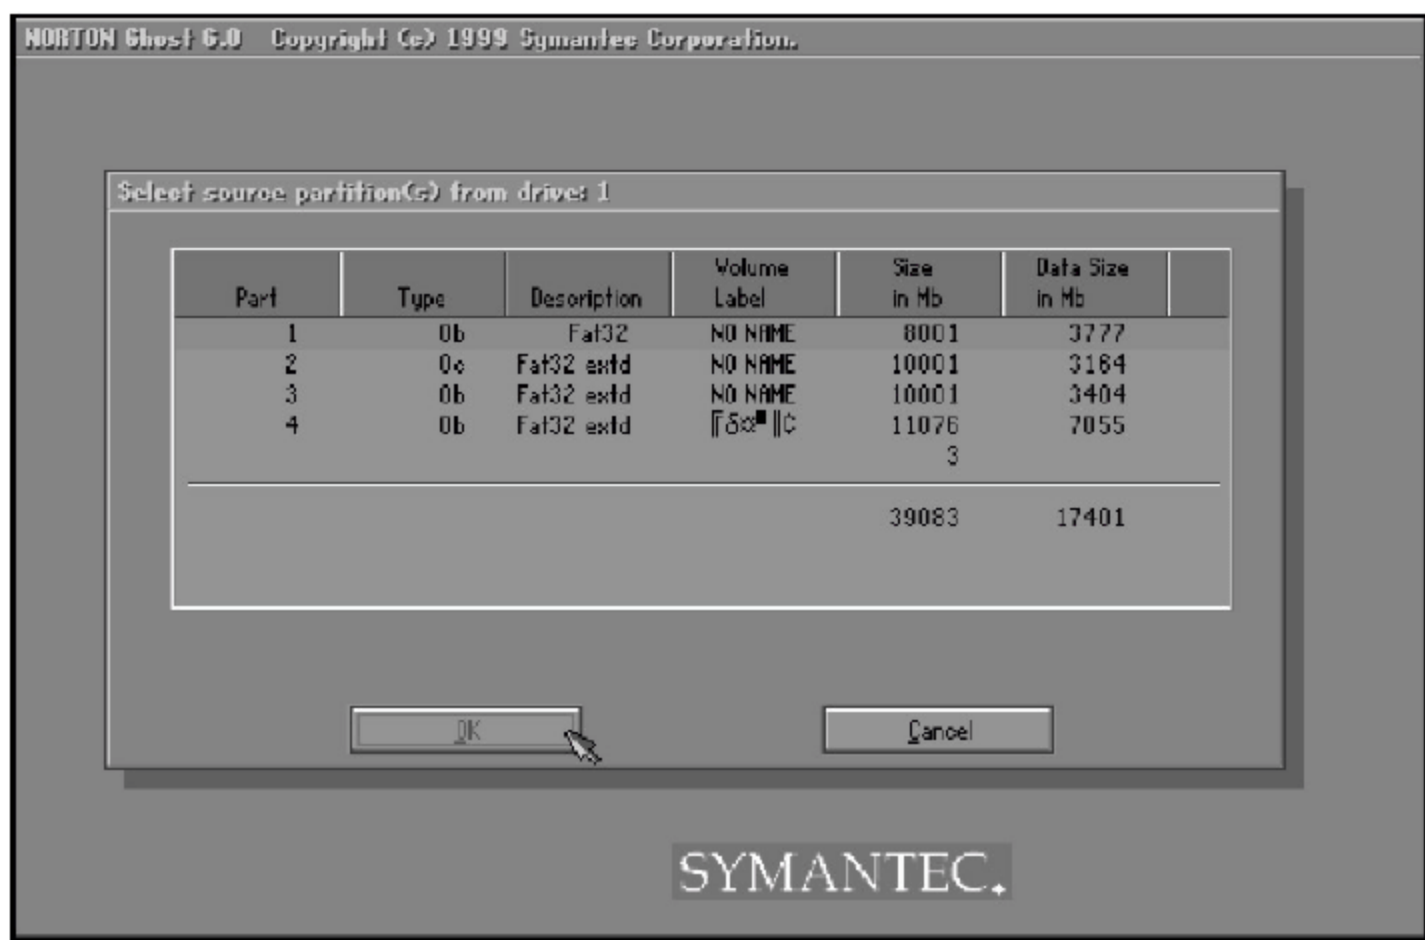 NORTON Ghost 6.0 Copyright (c) 1999 Symantec Corporation.
Select source partition(s) from drive: 1
Part Type Description Volume Label Size in Mb Data Size in Mb
1 0b Fat32 NO NAME 8001 3777
2 0c Fat32 extd NO NAME 10001 3164
3 0b Fat32 extd NO NAME 10001 3404
4 0b Fat32 extd 11076 7055
3
39083 17401
OK Cancel
SYMANTEC.